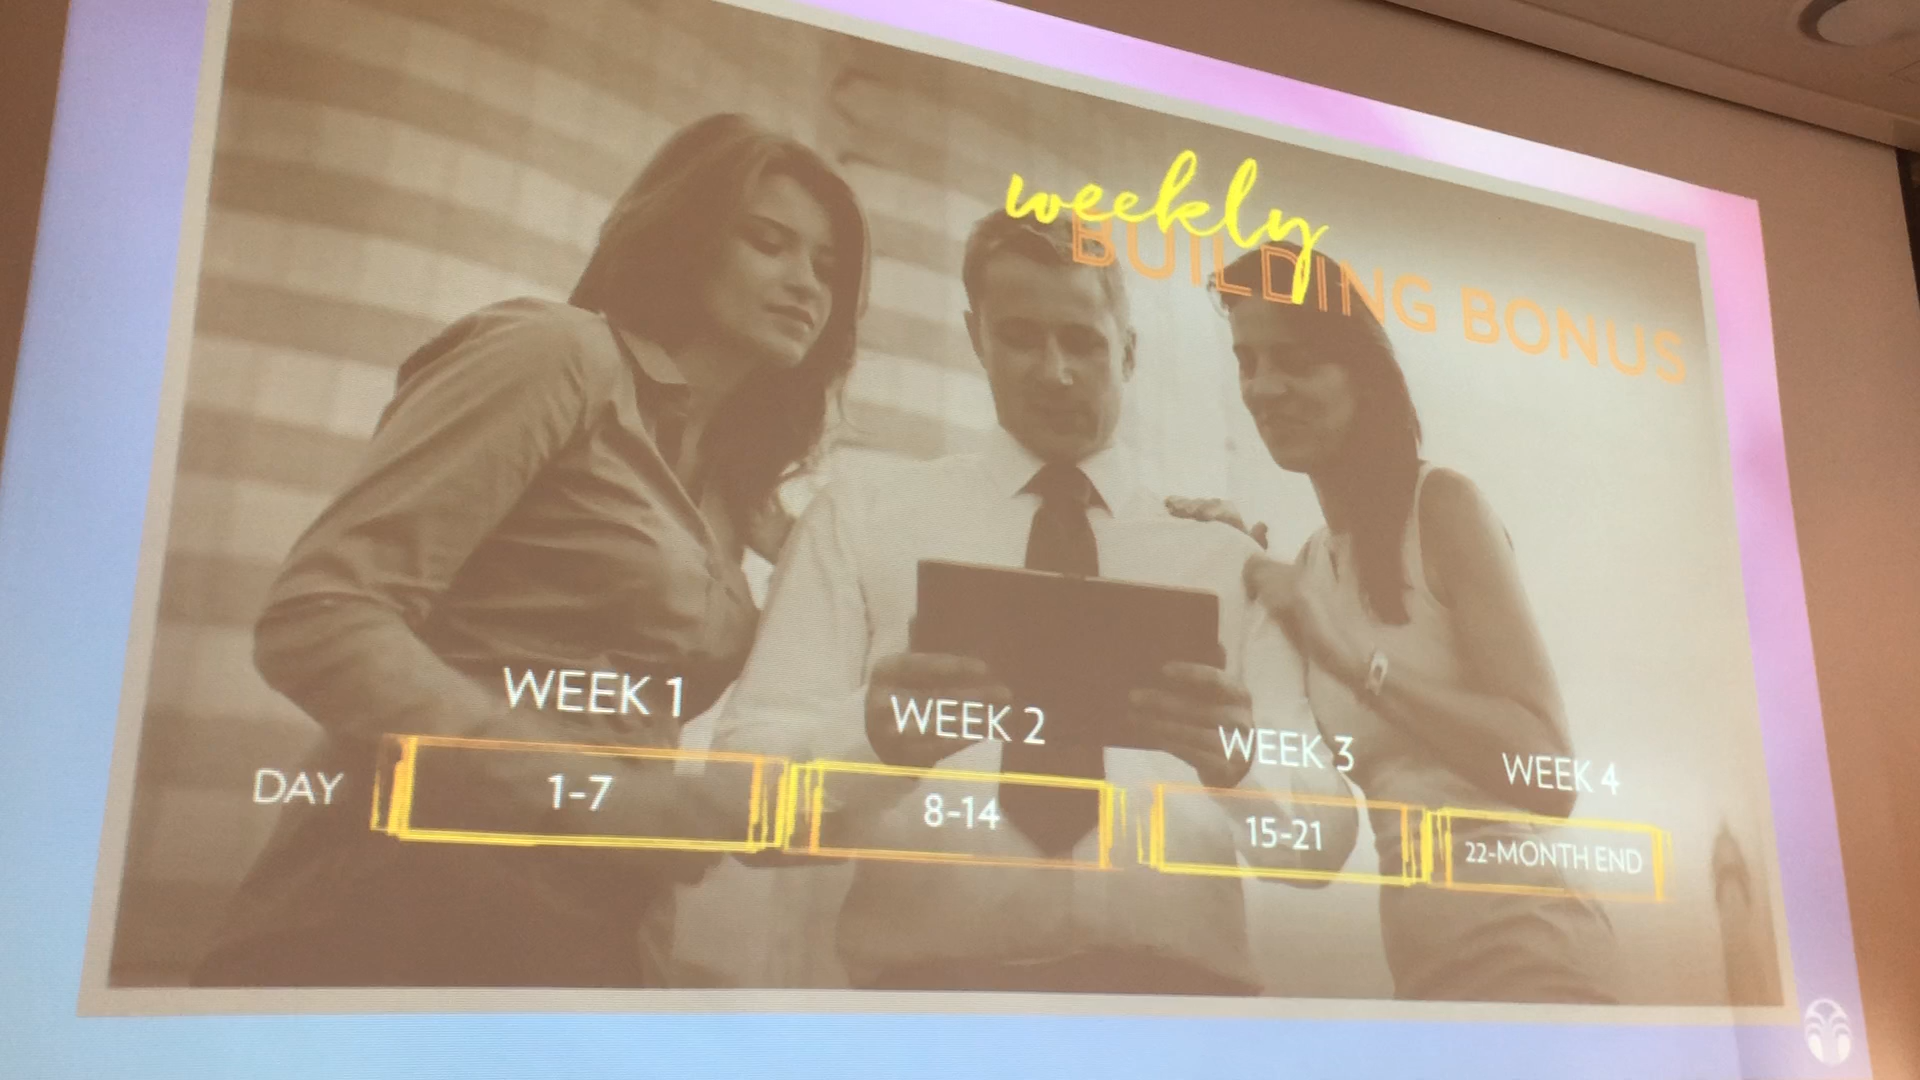 weekly
BUILDING BONUS
WEEK 1
WEEK 2
WEEK 3
WEEK 4
DAY
1-7
8-14
15-21
22-MONTH END